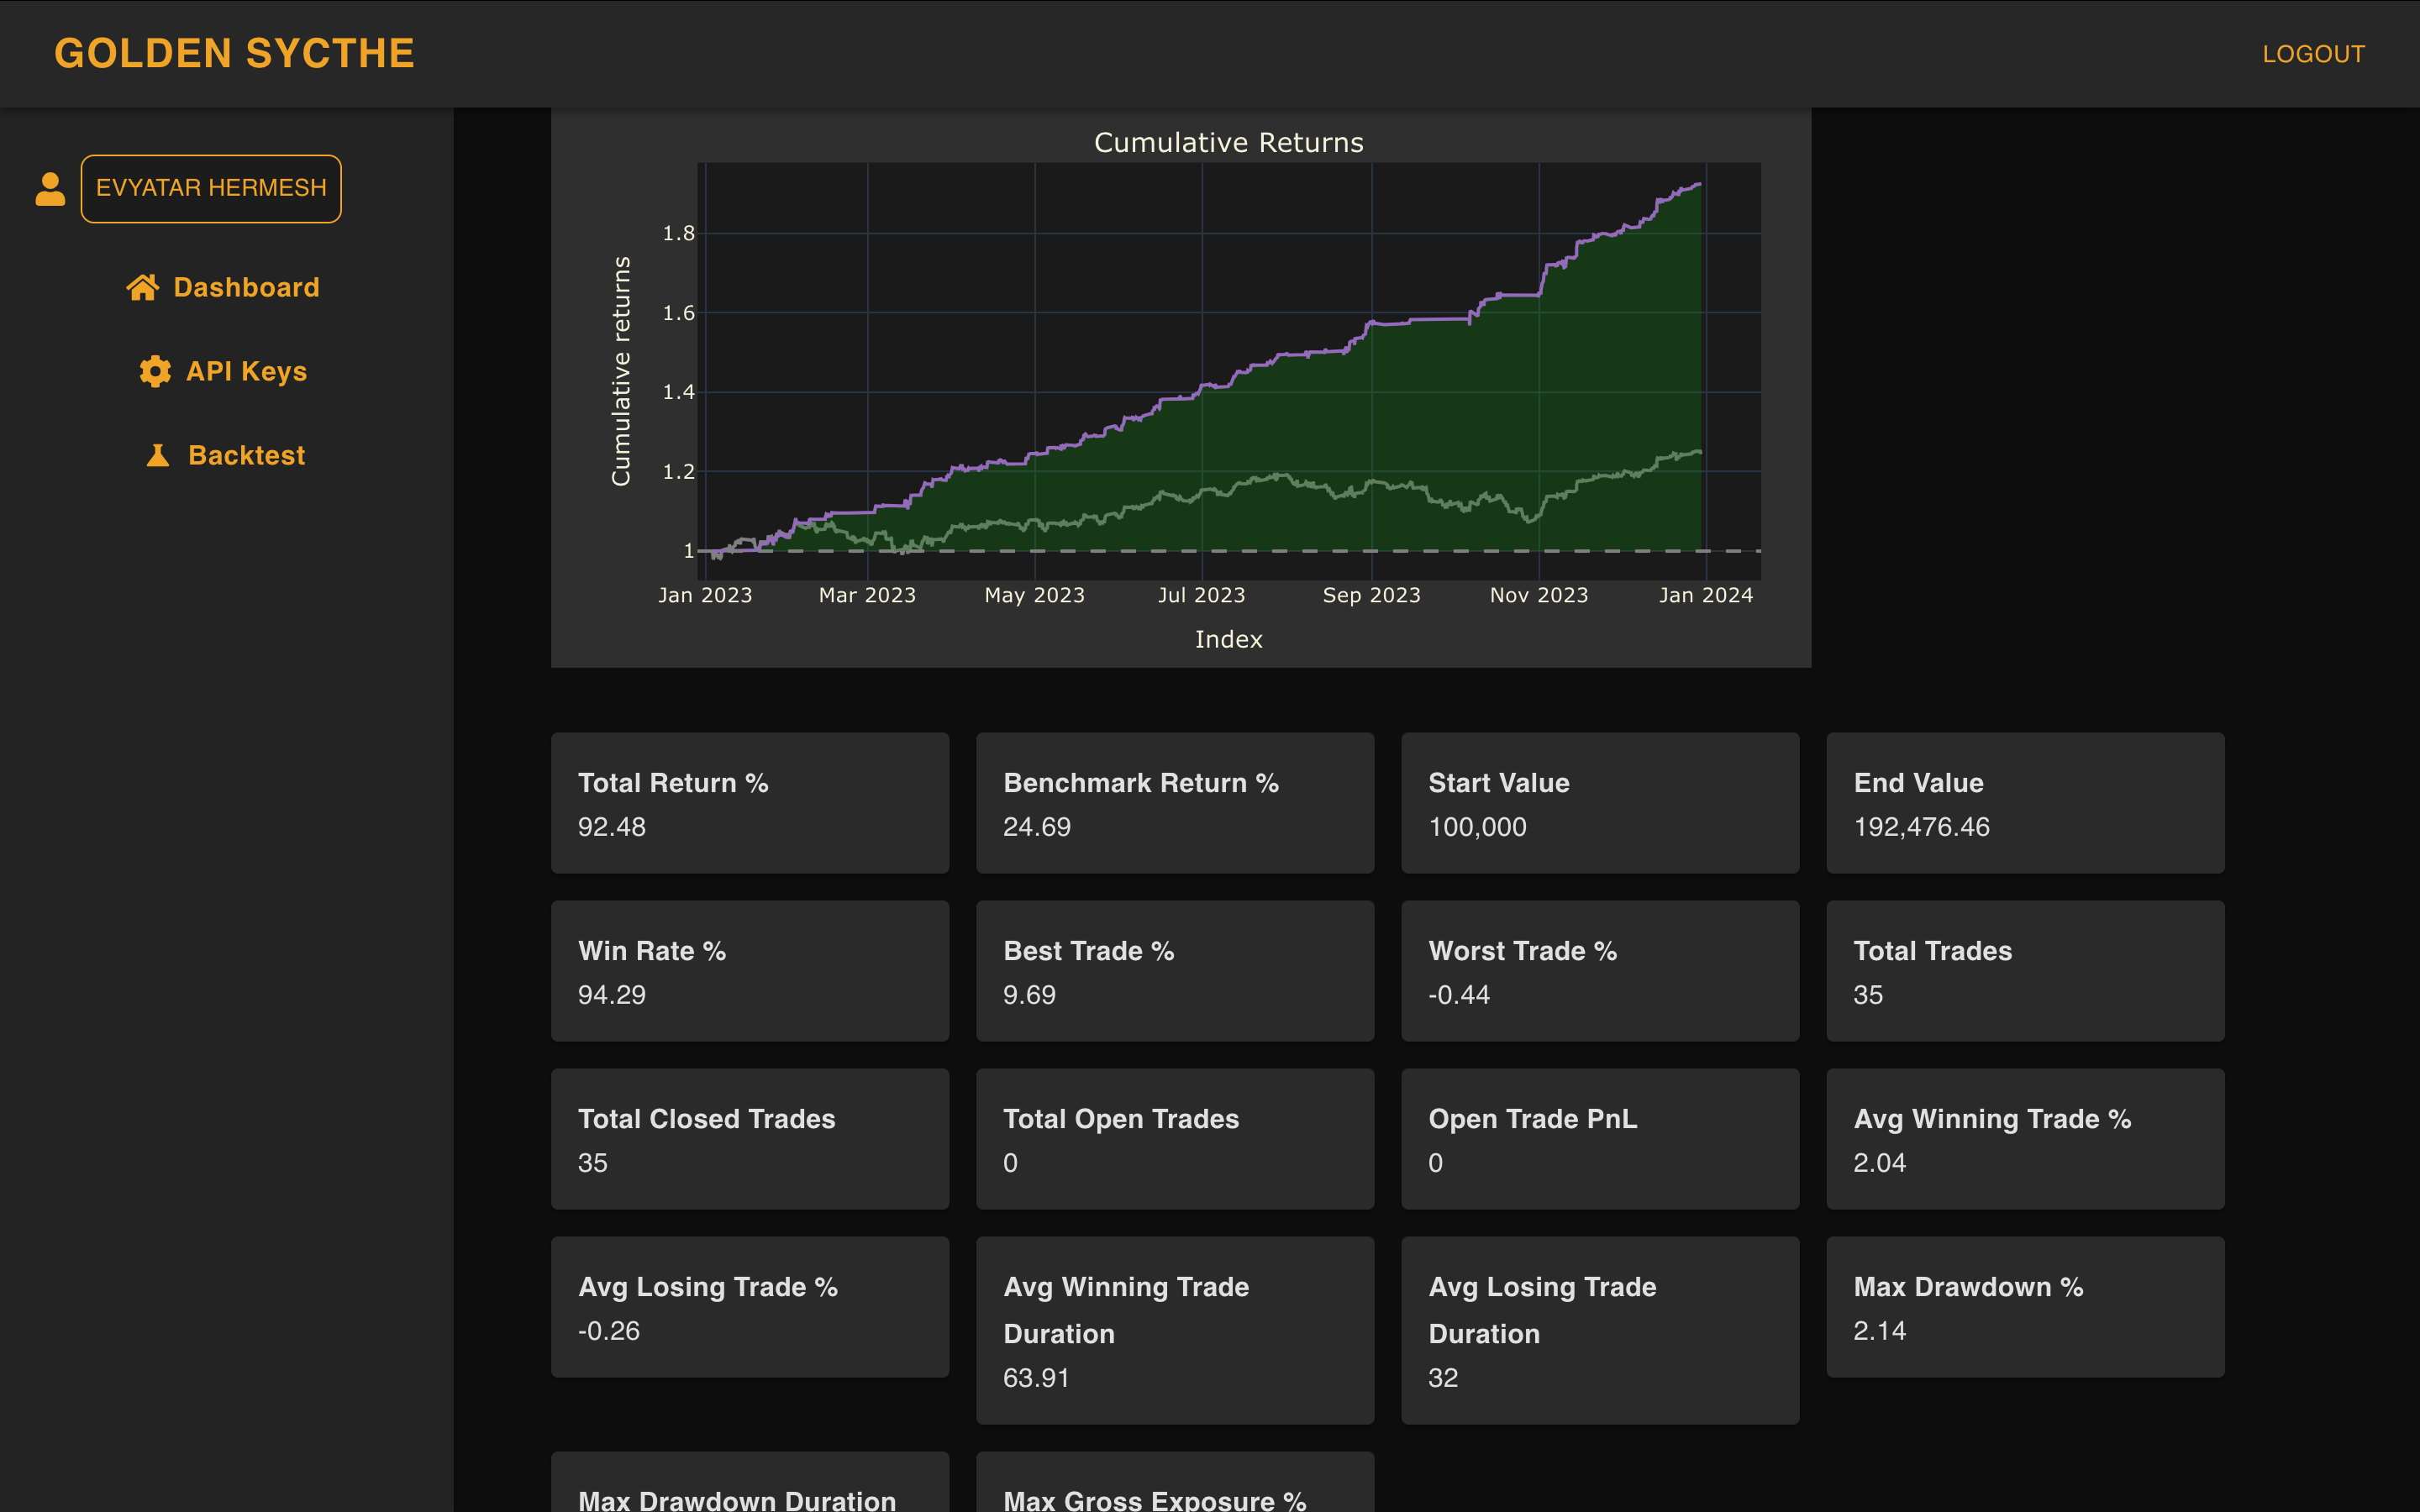 GOLDEN SYCTHE
LOGOUT
EVYATAR HERMESH
Dashboard
API Keys
Backtest
Cumulative Returns
Cumulative returns
1.8
1.6
1.4
1.2
1
Jan 2023 Mar 2023 May 2023 Jul 2023 Sep 2023 Nov 2023 Jan 2024
Index
Total Return %
92.48
Benchmark Return %
24.69
Start Value
100,000
End Value
192,476.46
Win Rate %
94.29
Best Trade %
9.69
Worst Trade %
-0.44
Total Trades
35
Total Closed Trades
35
Total Open Trades
0
Open Trade PnL
0
Avg Winning Trade %
2.04
Avg Losing Trade %
-0.26
Avg Winning Trade
Duration
63.91
Avg Losing Trade
Duration
32
Max Drawdown %
2.14
Max Drawdown Duration
Max Gross Exposure %